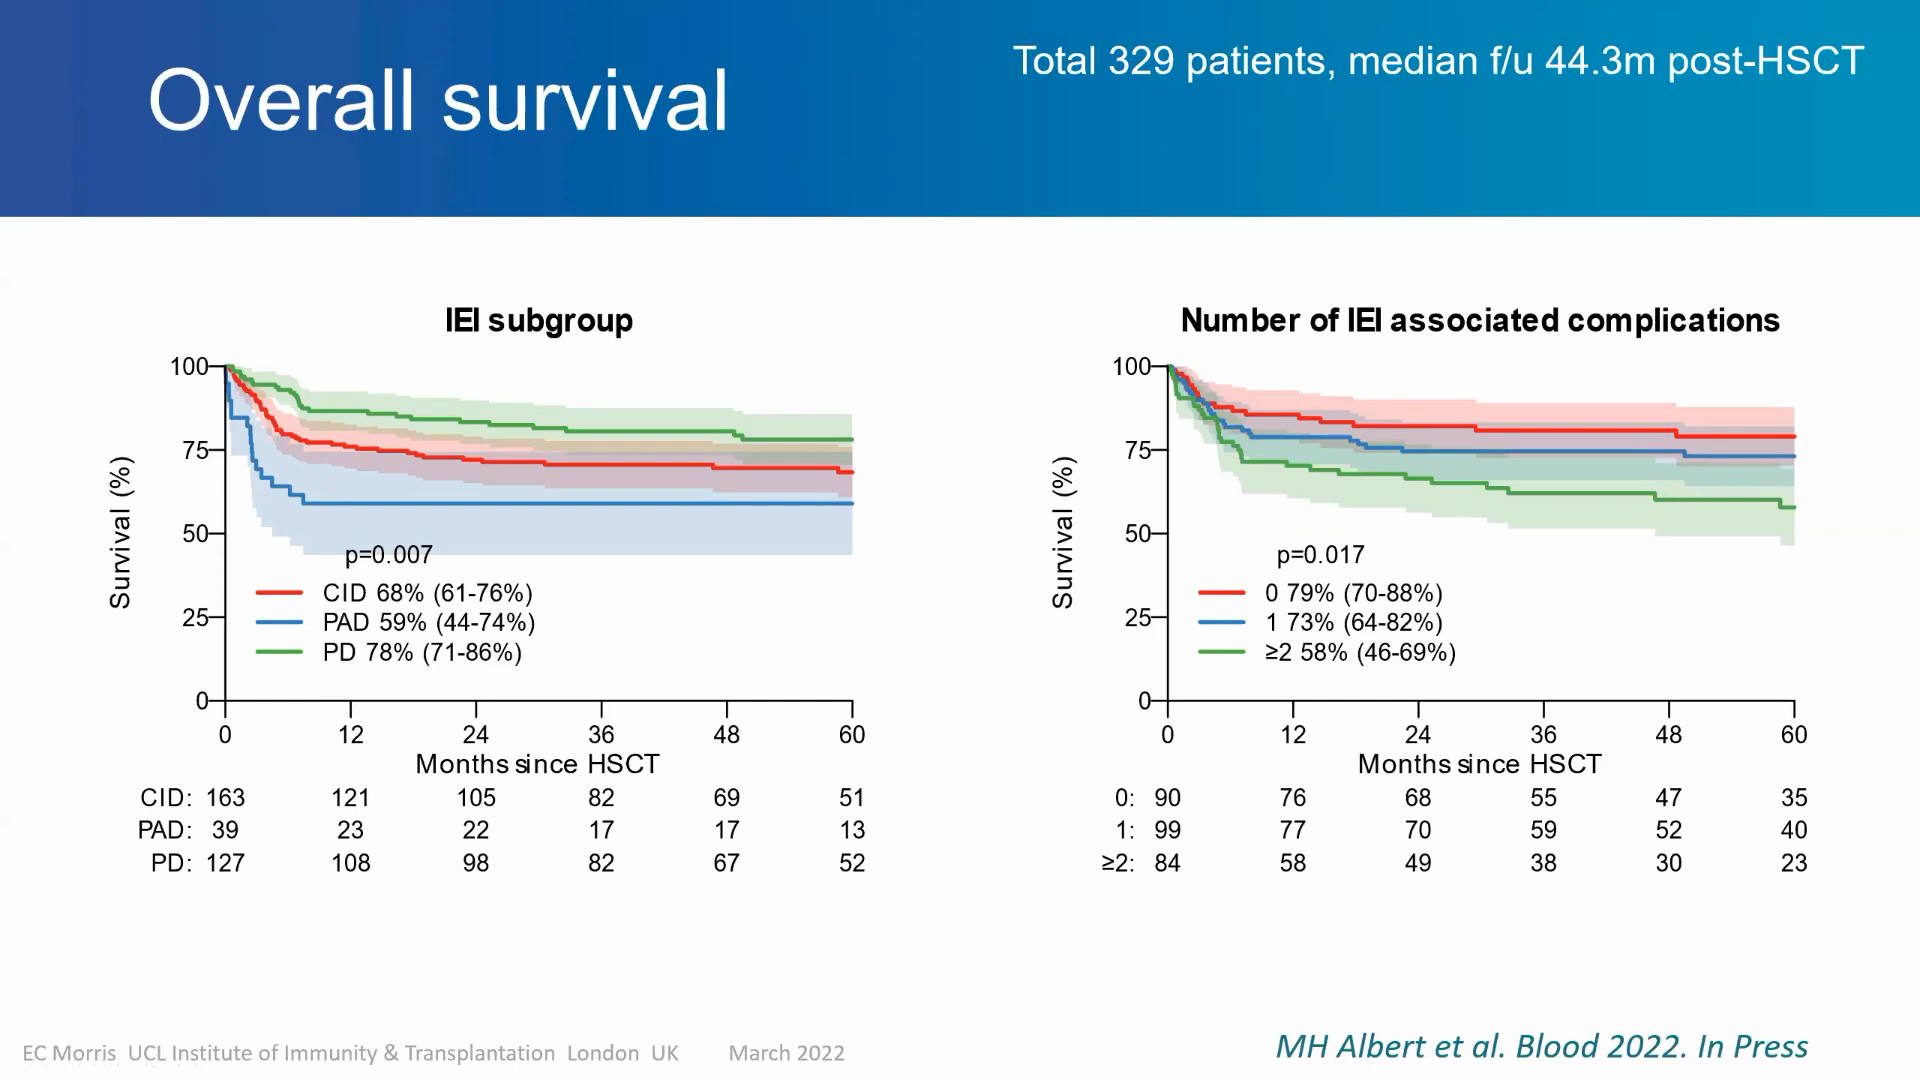 Total 329 patients, median f/u 44.3m post-HSCT
Overall survival
IEI subgroup
100
75
50
25
0
Survival (%)
p=0.007
CID 68% (61-76%)
PAD 59% (44-74%)
PD 78% (71-86%)
0 12 24 36 48 60
Months since HSCT
CID: 163 121 105 82 69 51
PAD: 39 23 22 17 17 13
PD: 127 108 98 82 67 52
Number of IEI associated complications
100
75
50
25
0
Survival (%)
p=0.017
0 79% (70-88%)
1 73% (64-82%)
≥2 58% (46-69%)
0 12 24 36 48 60
Months since HSCT
0: 90 76 68 55 47 35
1: 99 77 70 59 52 40
≥2: 84 58 49 38 30 23
EC Morris UCL Institute of Immunity & Transplantation London UK March 2022
MH Albert et al. Blood 2022. In Press